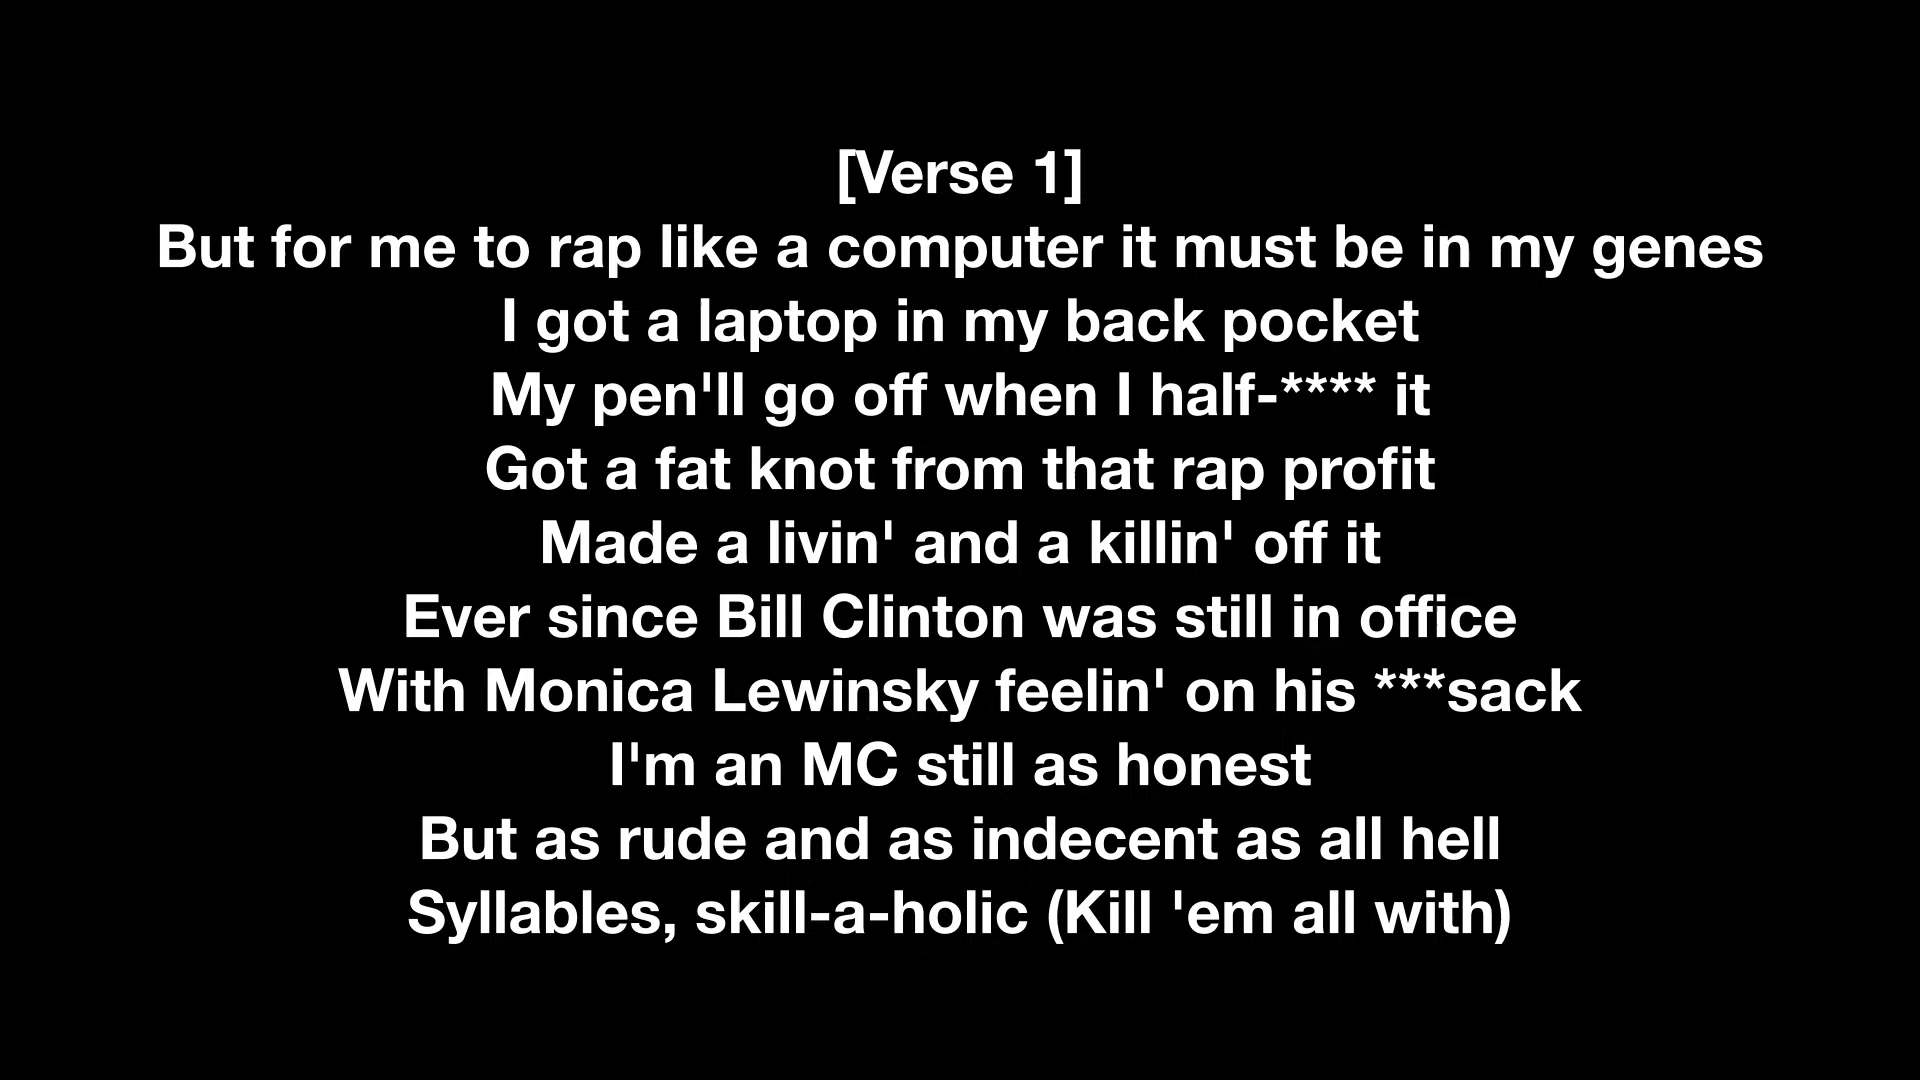 [Verse 1]
But for me to rap like a computer it must be in my genes
I got a laptop in my back pocket
My pen'll go off when I half-**** it
Got a fat knot from that rap profit
Made a livin' and a killin' off it
Ever since Bill Clinton was still in office
With Monica Lewinsky feelin' on his ***sack
I'm an MC still as honest
But as rude and as indecent as all hell
Syllables, skill-a-holic (Kill 'em all with)